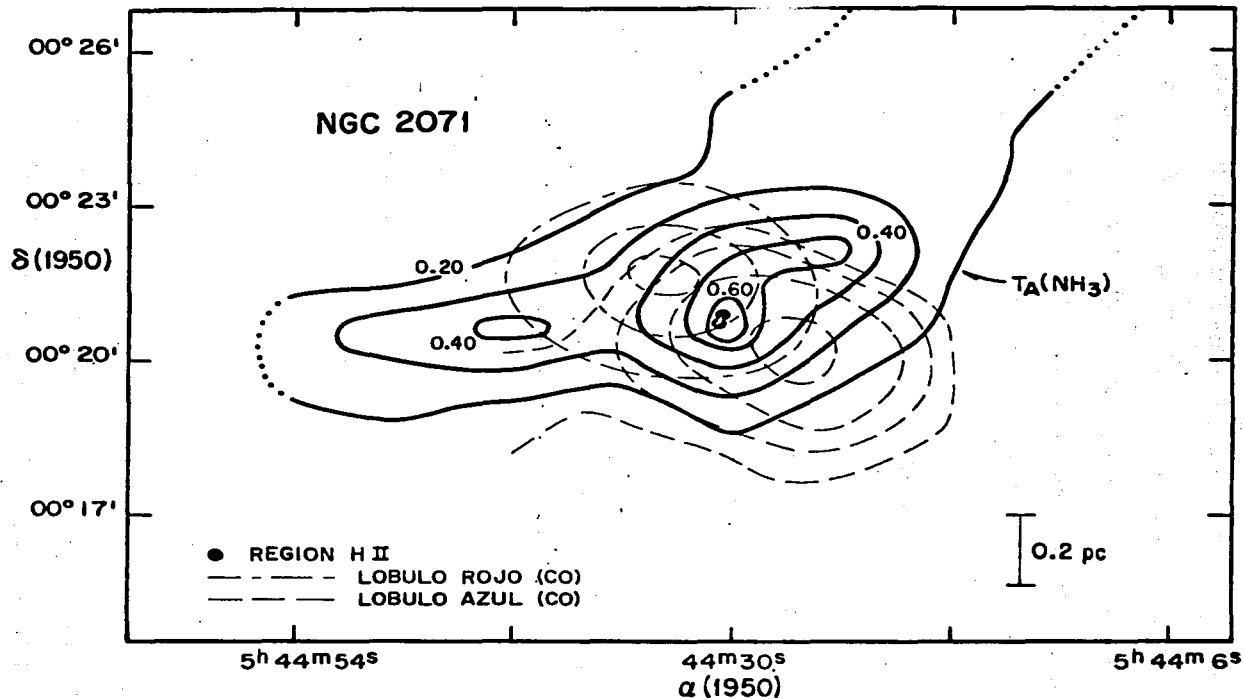 00° 26'
NGC 2071
00° 23'
0.40
δ (1950)
0.20
0.60
T_A(NH₃)
0.40
00° 20'
00° 17'
0.2 pc
● REGION H II
LOBULO ROJO (CO)
LOBULO AZUL (CO)
5ʰ 44ᵐ 54ˢ
44ᵐ 30ˢ
5ʰ 44ᵐ 6ˢ
α (1950)